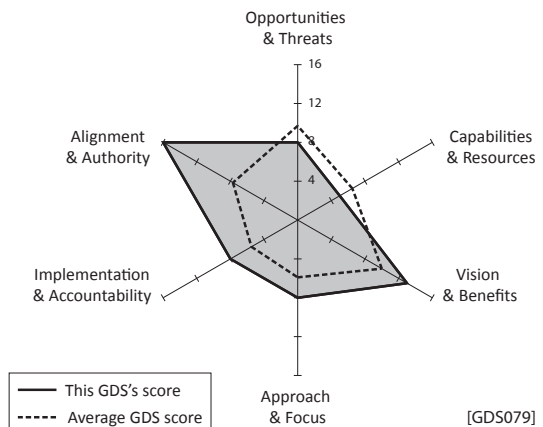 Opportunities
& Threats
16
12
8
4
Alignment
& Authority
Capabilities
& Resources
Implementation
& Accountability
Vision
& Benefits
Approach
& Focus
This GDS's score
Average GDS score
[GDS079]